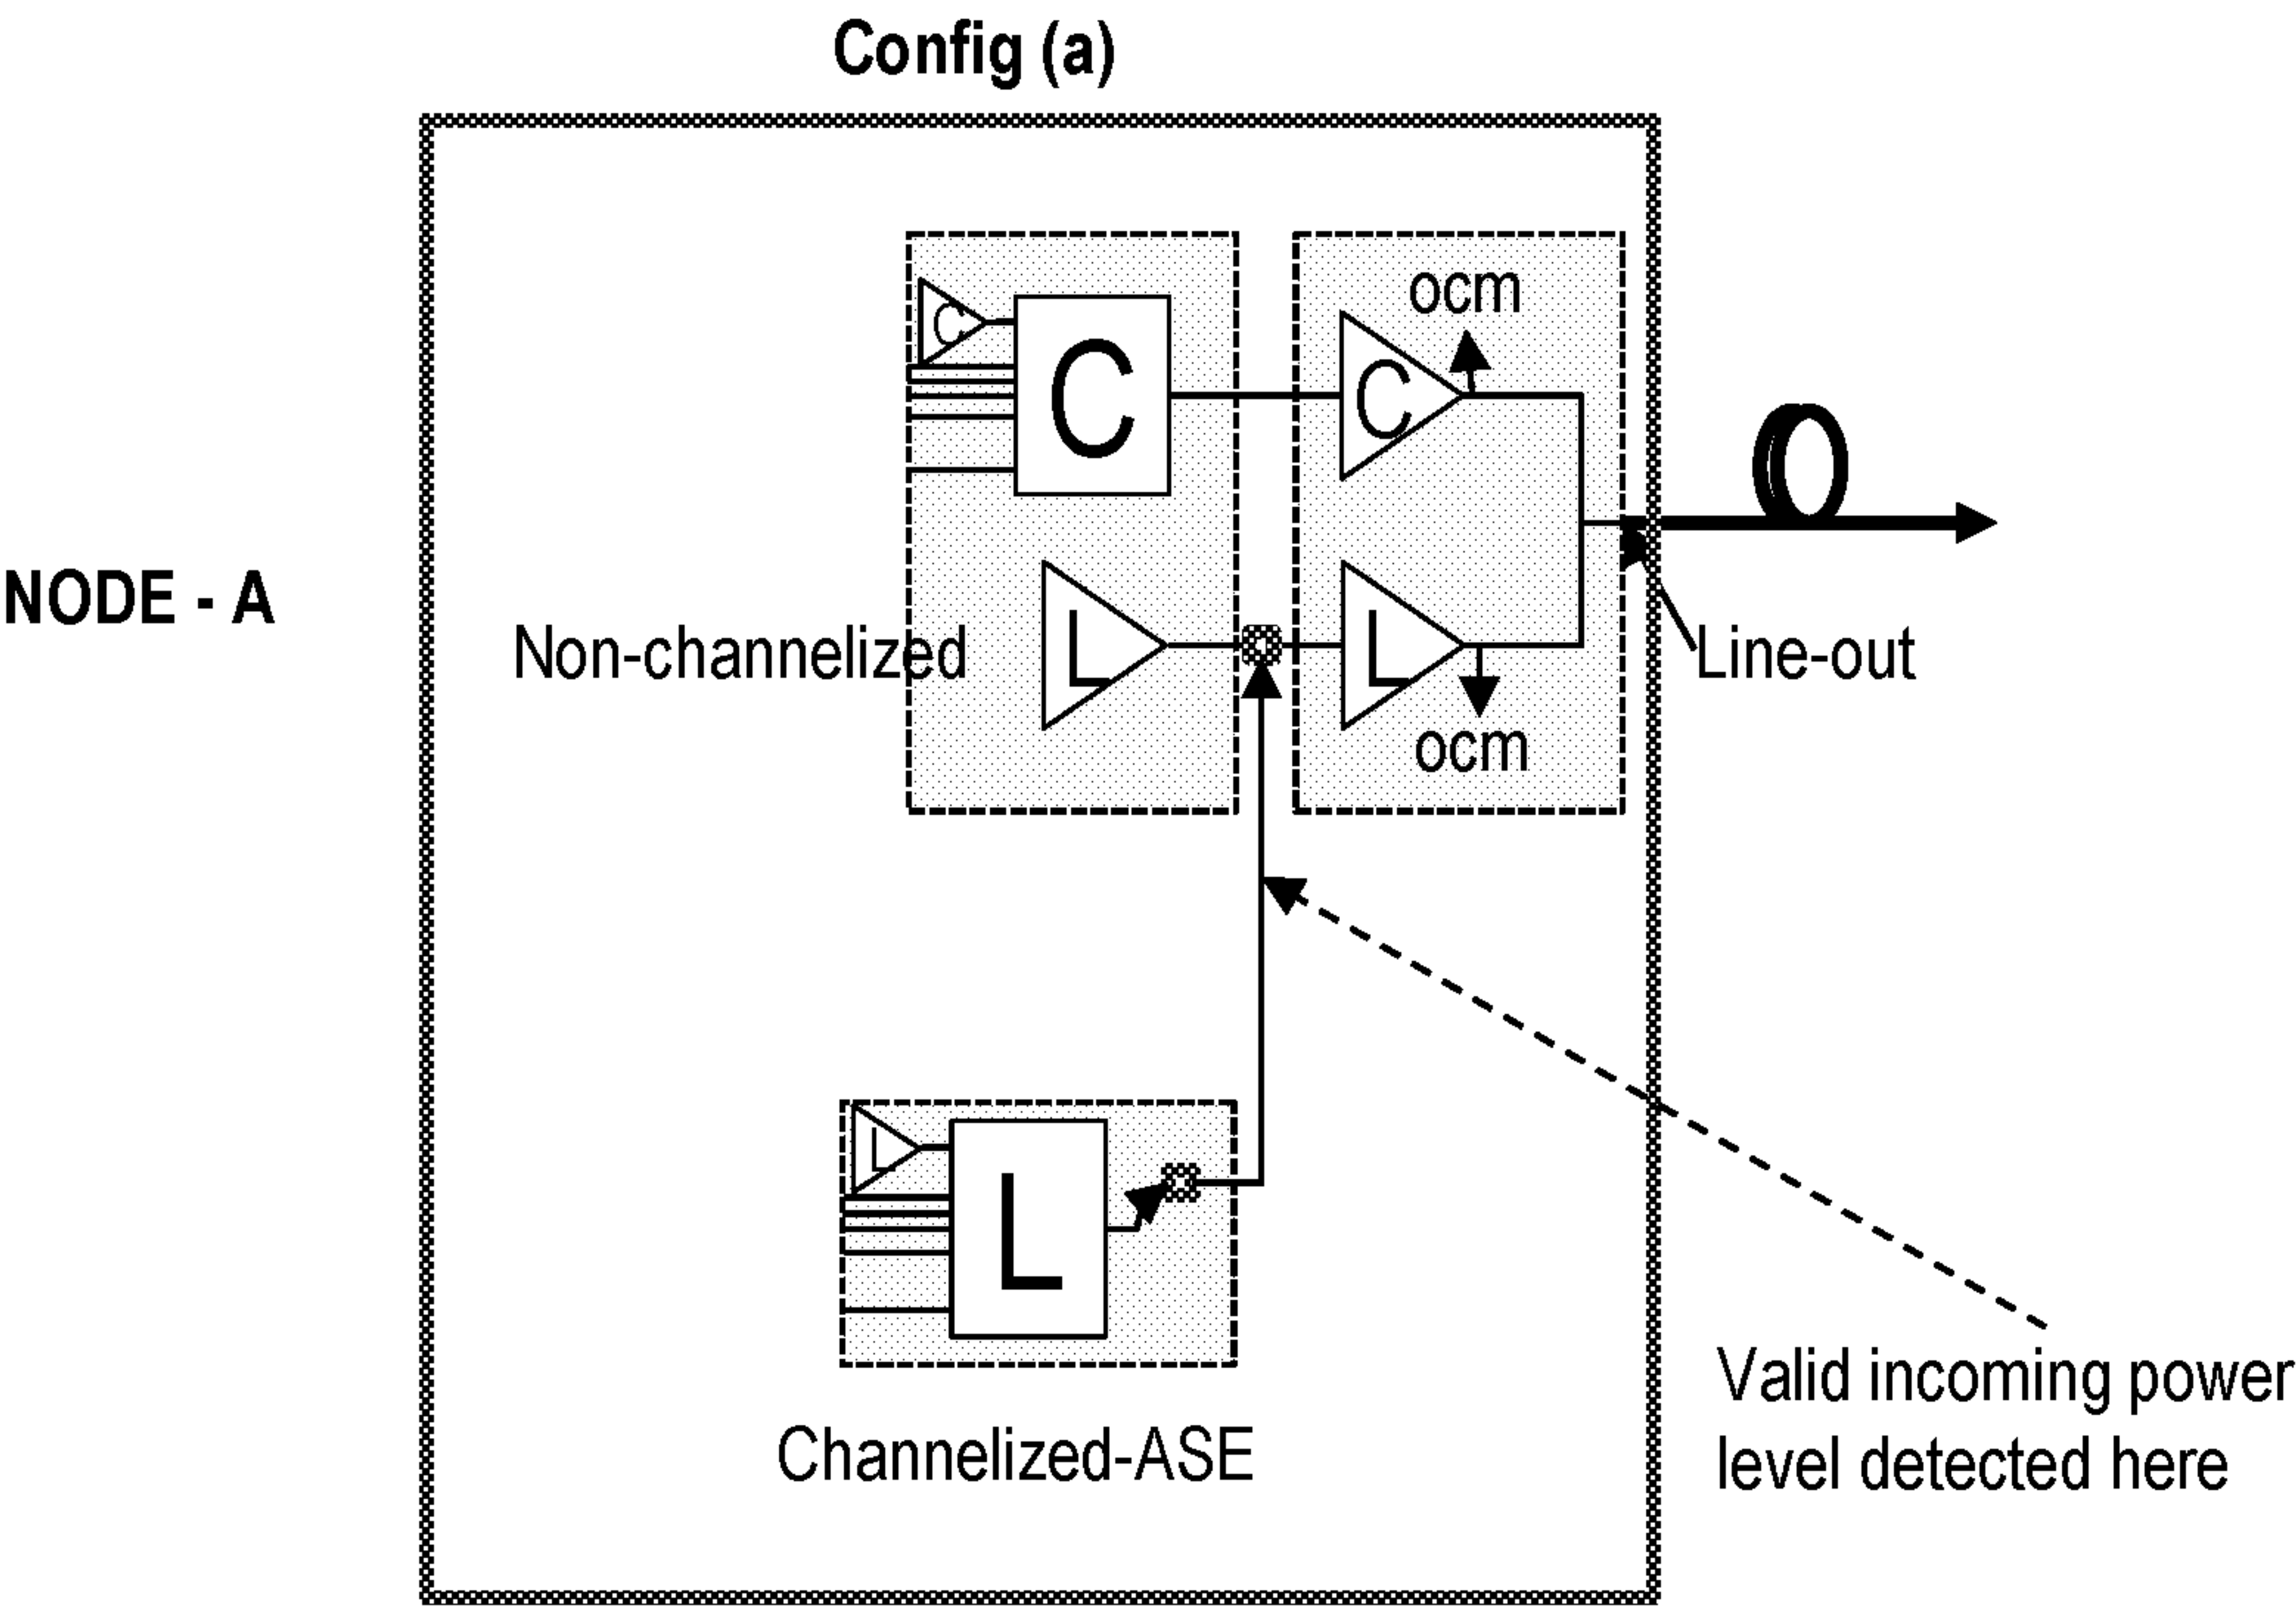 Config (a)
NODE - A
C
C
C
ocm
Non-channelized
L
L
ocm
Line-out
L
L
Channelized-ASE
Valid incoming power
level detected here